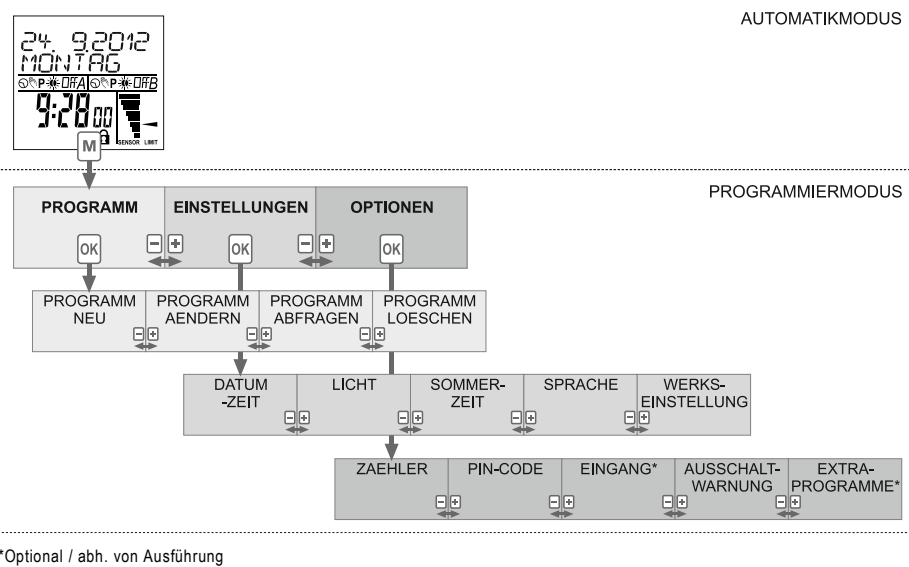 AUTOMATIKMODUS
24. 9.2012
MONTAG
P OffA P OffB
9:28 00
SENSOR LIMIT
M
PROGRAMMIERMODUS
PROGRAMM EINSTELLUNGEN OPTIONEN
OK - + OK - + OK
PROGRAMM PROGRAMM PROGRAMM PROGRAMM
NEU AENDERN ABFRAGEN LOESCHEN
- + - + - +
DATUM LICHT SOMMER- SPRACHE WERKS-
-ZEIT ZEIT EINSTELLUNG
- + - + - + - +
ZAEHLER PIN-CODE EINGANG* AUSSCHALT- EXTRA-
WARNUNG PROGRAMME*
- + - + - + - +
*Optional / abh. von Ausführung